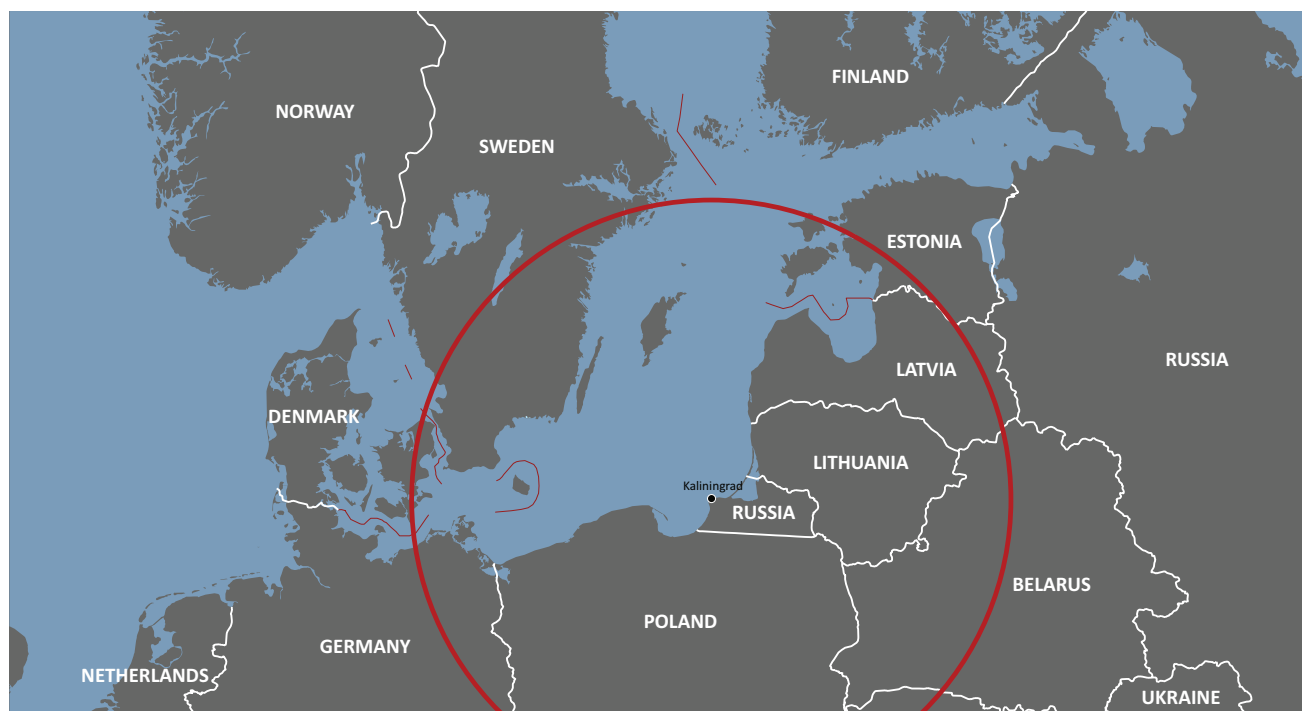 FINLAND
NORWAY
SWEDEN
ESTONIA
RUSSIA
LATVIA
DENMARK
LITHUANIA
Kaliningrad
RUSSIA
BELARUS
POLAND
GERMANY
NETHERLANDS
UKRAINE